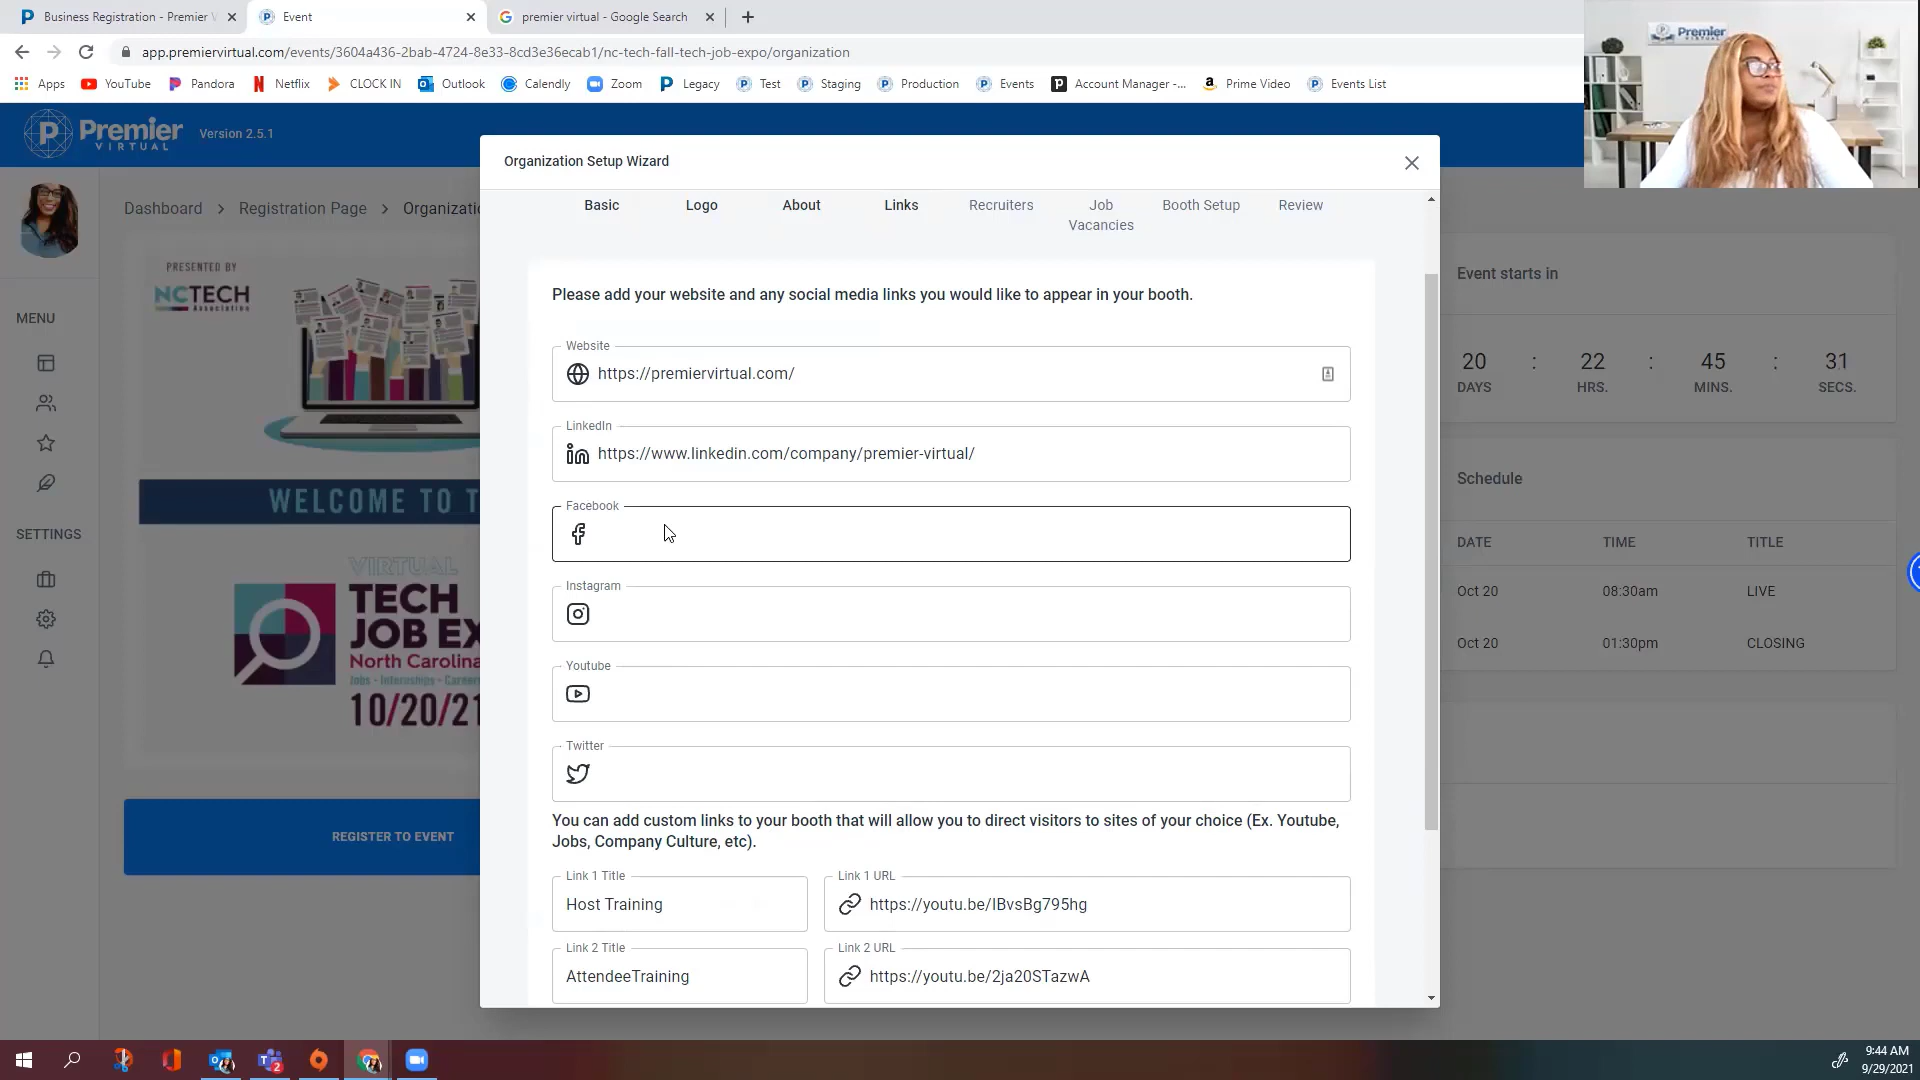 Business Registration - Premier V
Event
premier virtual - Google Search
app.premiervirtual.com/events/3604a436-2bab-4724-8e33-8cd3e36ecab1/nc-tech-fall-tech-job-expo/organization
Apps YouTube Pandora Netflix CLOCK IN Outlook Calendly Zoom Legacy Test Staging Production Events Account Manager -... Prime Video Events List
Premier
VIRTUAL
Version 2.5.1
Premier
Organization Setup Wizard
Dashboard > Registration Page > Organizatio
Basic Logo About Links Recruiters Job Vacancies Booth Setup Review
MENU
SETTINGS
PRESENTED BY
NCTECH
Association
WELCOME TO T
VIRTUAL
TECH
JOB EX
North Carolina
Jobs - Internships - Careers
10/20/21
REGISTER TO EVENT
Please add your website and any social media links you would like to appear in your booth.
Website
https://premiervirtual.com/
LinkedIn
https://www.linkedin.com/company/premier-virtual/
Facebook
Instagram
Youtube
Twitter
You can add custom links to your booth that will allow you to direct visitors to sites of your choice (Ex. Youtube,
Jobs, Company Culture, etc).
Link 1 Title
Host Training
Link 1 URL
https://youtu.be/IBvsBg795hg
Link 2 Title
AttendeeTraining
Link 2 URL
https://youtu.be/2ja20STazwA
Event starts in
20 : 22 : 45 : 31
DAYS HRS. MINS. SECS.
Schedule
DATE TIME TITLE
Oct 20 08:30am LIVE
Oct 20 01:30pm CLOSING
2
9:44 AM
9/29/2021